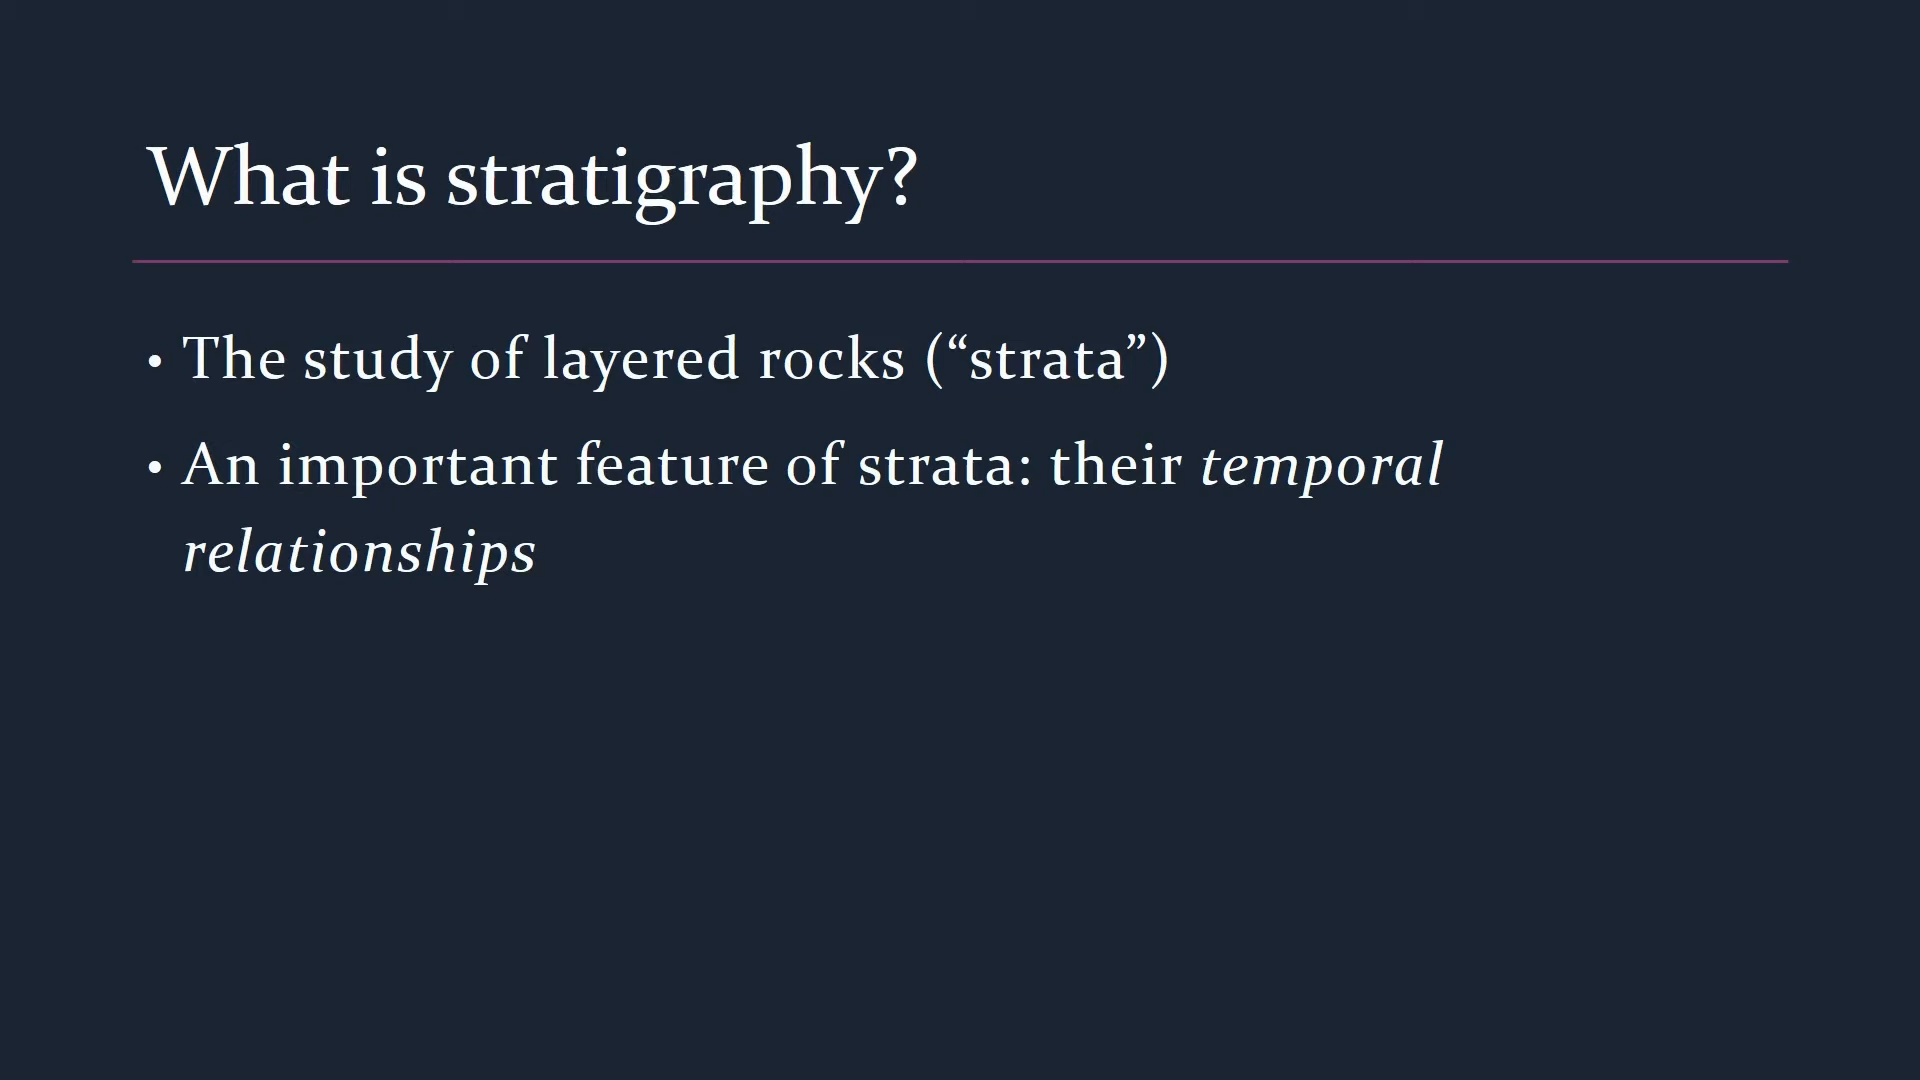 What is stratigraphy?
• The study of layered rocks (“strata”)
• An important feature of strata: their temporal
relationships